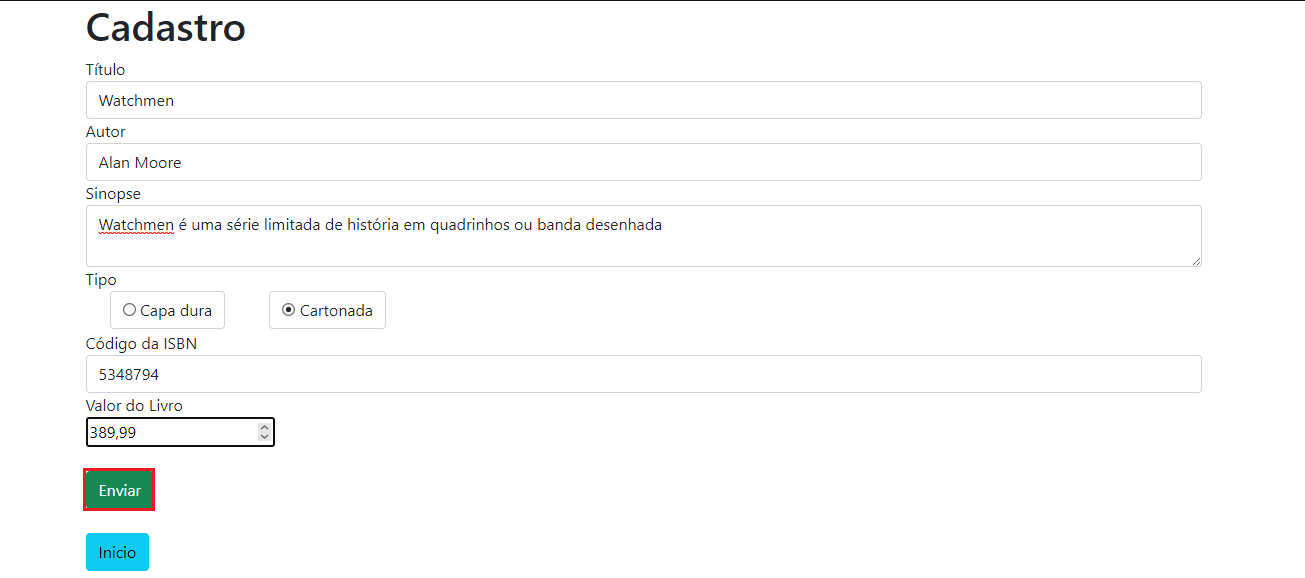 Cadastro
Título
Watchmen
Autor
Alan Moore
Sinopse
Watchmen é uma série limitada de história em quadrinhos ou banda desenhada
Tipo
Capa dura Cartonada
Código da ISBN
5348794
Valor do Livro
389,99
Enviar
Inicio